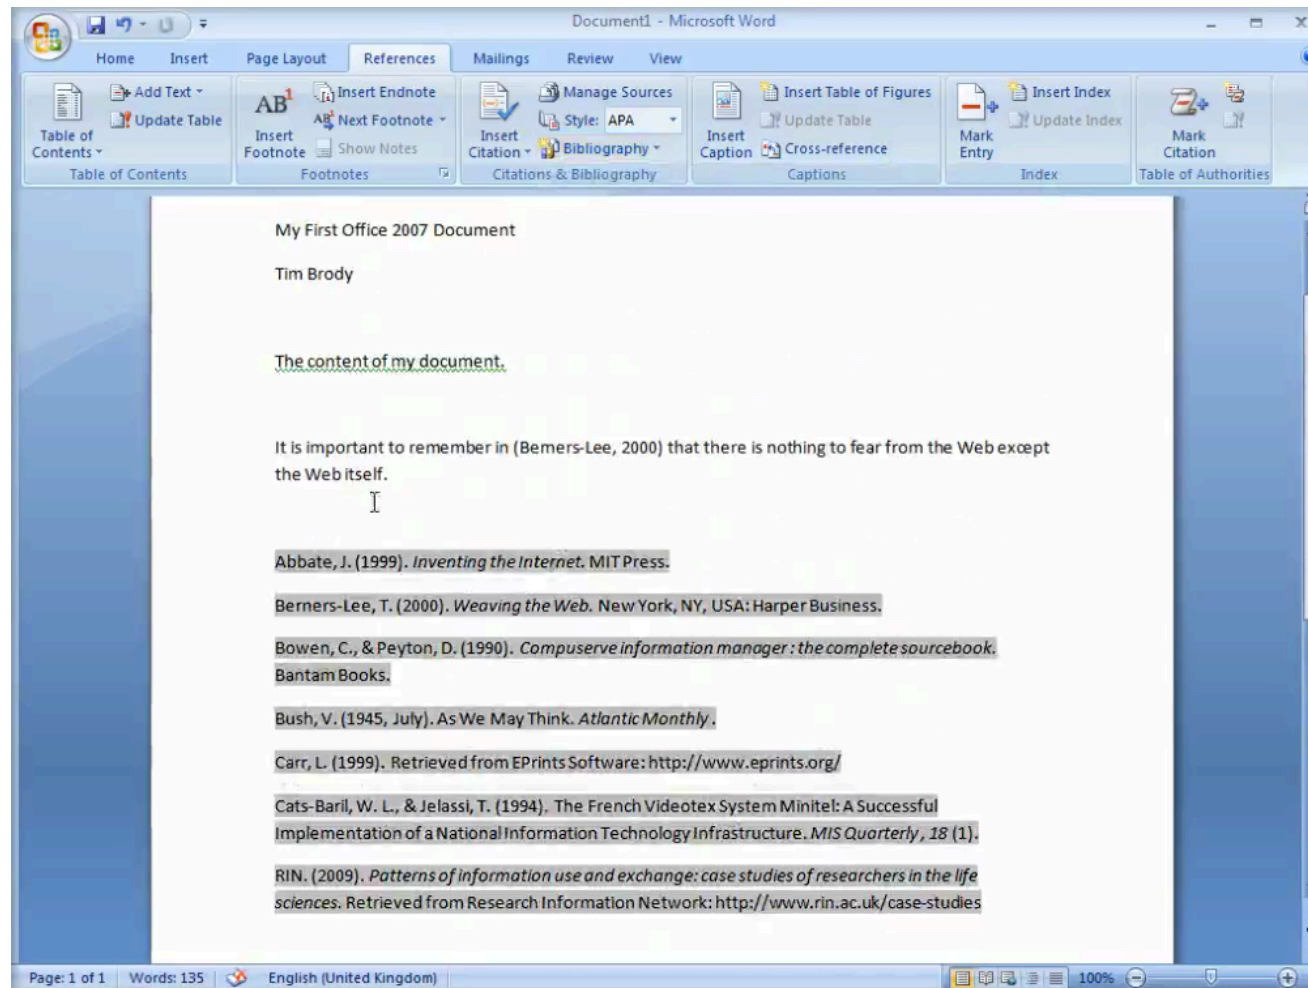 Document1 - Microsoft Word
Home Insert Page Layout References Mailings Review View
Table of Contents
Add Text
Update Table
Table of Contents
AB¹ Insert Footnote
Insert Endnote
AB¹ Next Footnote
Show Notes
Footnotes
Insert Citation
Manage Sources
Style: APA
Bibliography
Citations & Bibliography
Insert Caption
Insert Table of Figures
Update Table
Cross-reference
Captions
Mark Entry
Insert Index
Update Index
Index
Mark Citation
Table of Authorities
My First Office 2007 Document
Tim Brody
The content of my document.
It is important to remember in (Berners-Lee, 2000) that there is nothing to fear from the Web except
the Web itself.
Abbate, J. (1999). Inventing the Internet. MIT Press.
Berners-Lee, T. (2000). Weaving the Web. New York, NY, USA: Harper Business.
Bowen, C., & Peyton, D. (1990). Compuserve information manager : the complete sourcebook.
Bantam Books.
Bush, V. (1945, July). As We May Think. Atlantic Monthly .
Carr, L. (1999). Retrieved from EPrints Software: http://www.eprints.org/
Cats-Baril, W. L., & Jelassi, T. (1994). The French Videotex System Minitel: A Successful
Implementation of a National Information Technology Infrastructure. MIS Quarterly , 18 (1).
RIN. (2009). Patterns of information use and exchange: case studies of researchers in the life
sciences. Retrieved from Research Information Network: http://www.rin.ac.uk/case-studies
Page: 1 of 1 Words: 135 English (United Kingdom) 100%